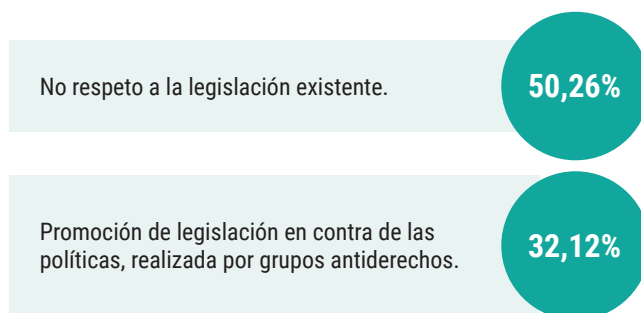 No respeto a la legislación existente.
50,26%
Promoción de legislación en contra de las
políticas, realizada por grupos antiderechos.
32,12%